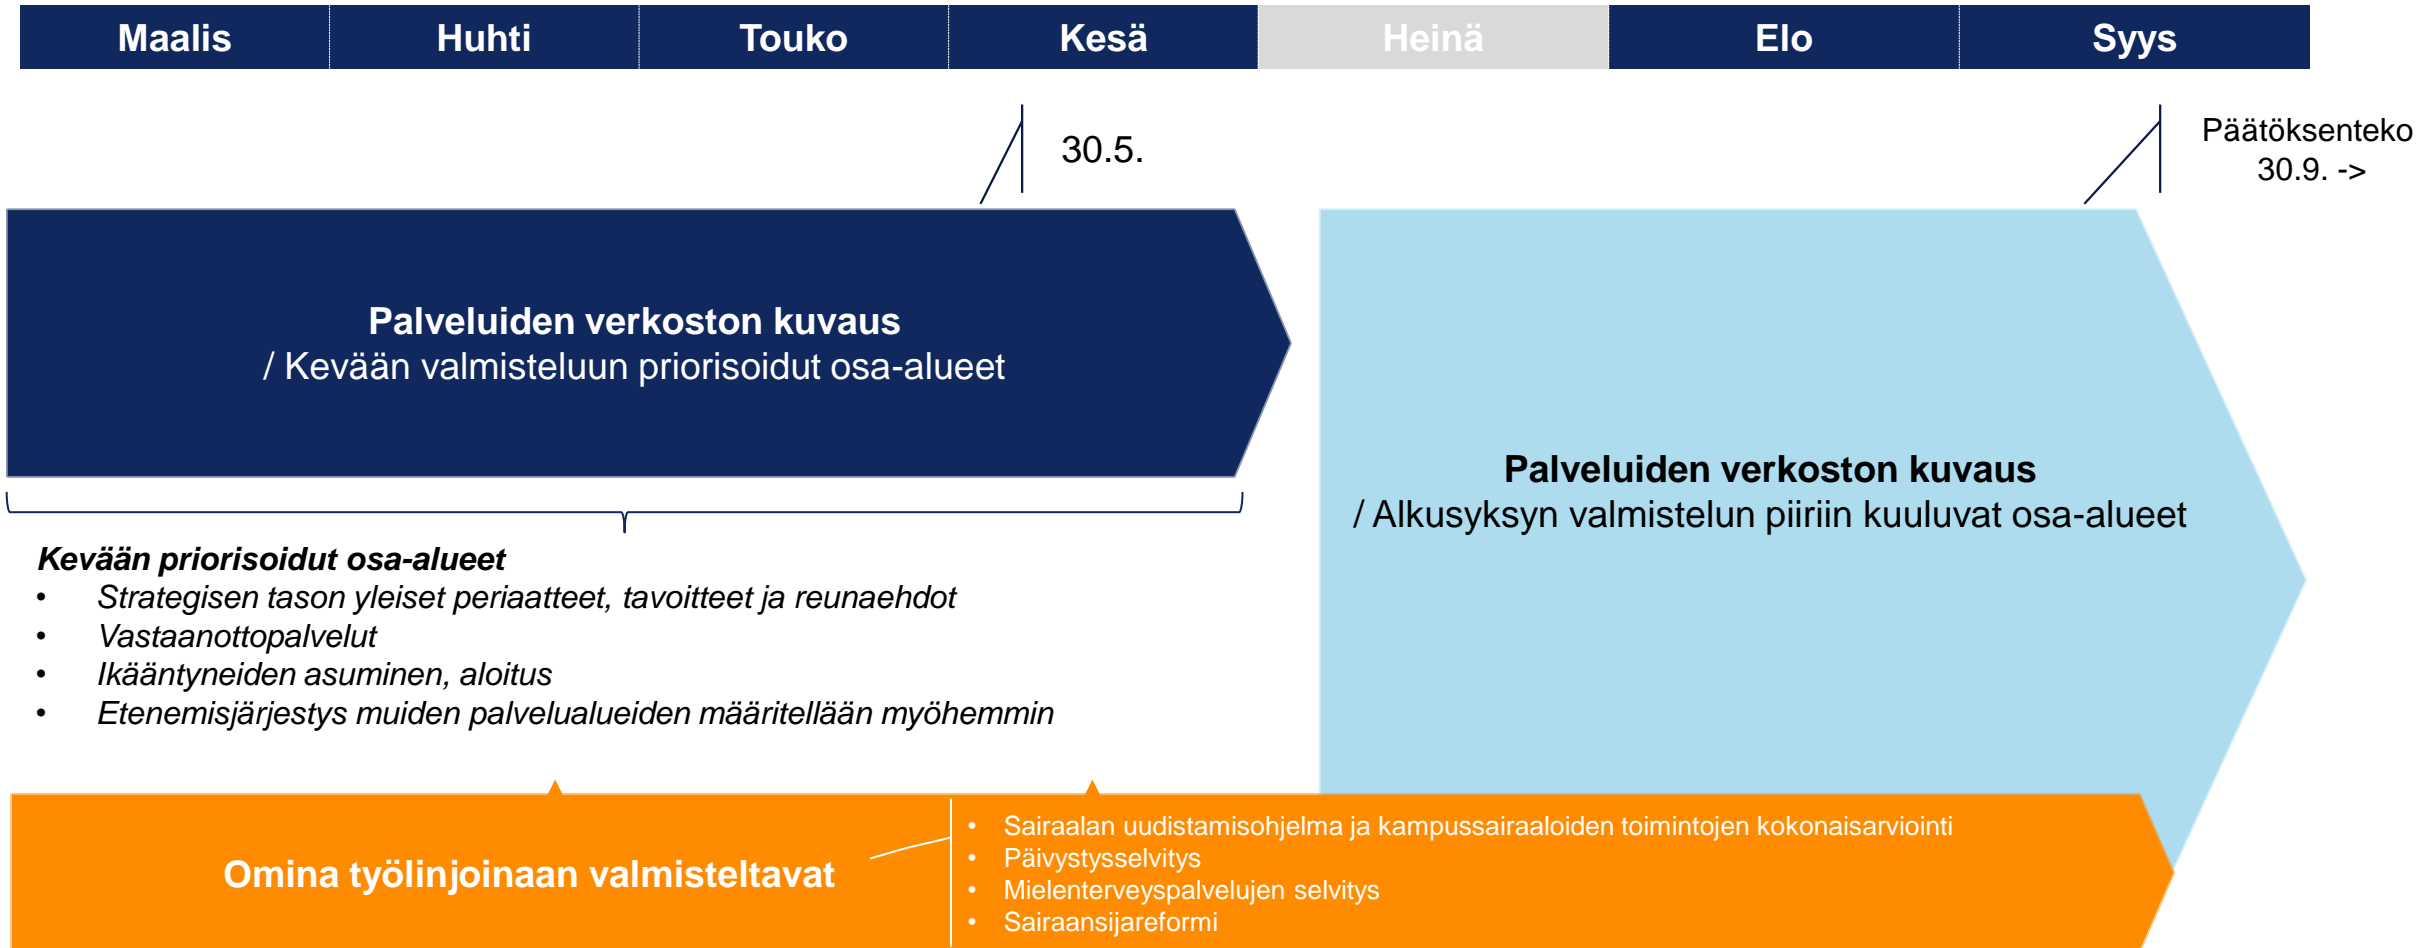 Maalis Huhti Touko Kesä Heinä Elo Syys
30.5.
Päätöksenteko
30.9. ->
Palveluiden verkoston kuvaus
/ Kevään valmisteluun priorisoidut osa-alueet
Palveluiden verkoston kuvaus
/ Alkusyksyn valmistelun piiriin kuuluvat osa-alueet
Kevään priorisoidut osa-alueet
• Strategisen tason yleiset periaatteet, tavoitteet ja reunaehdot
• Vastaanottopalvelut
• Ikääntyneiden asuminen, aloitus
• Etenemisjärjestys muiden palvelualueiden määritellään myöhemmin
Omina työlinjoinaan valmisteltavat
• Sairaalan uudistamisohjelma ja kampussairaaloiden toimintojen kokonaisarviointi
• Päivystysselvitys
• Mielenterveyspalvelujen selvitys
• Sairaansijareformi